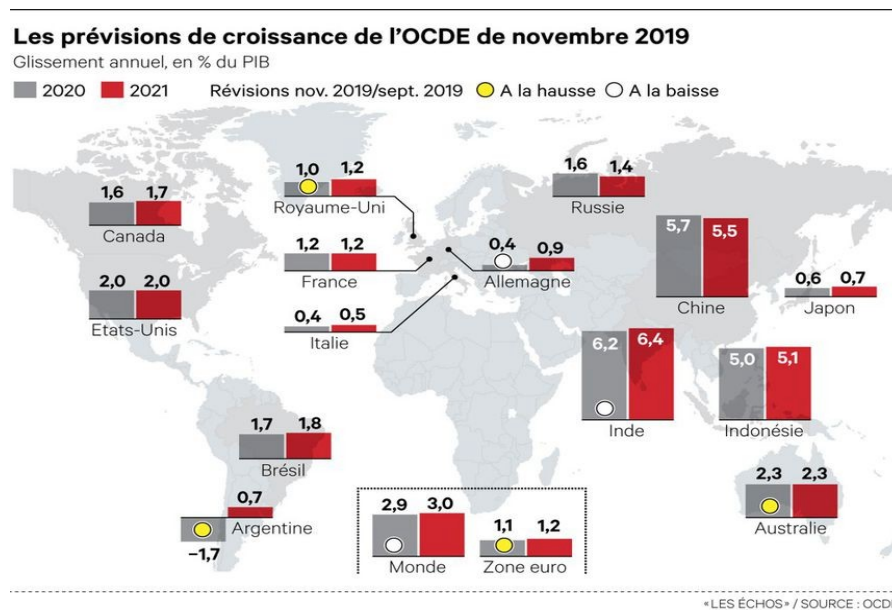 Les prévisions de croissance de l'OCDE de novembre 2019
Glissement annuel, en % du PIB
2020 2021 Révisions nov. 2019/sept. 2019 A la hausse A la baisse
1,6 1,7
Canada
2,0 2,0
Etats-Unis
1,0 1,2
Royaume-Uni
1,2 1,2
France
0,4 0,5
Italie
0,4 0,9
Allemagne
1,6 1,4
Russie
5,7 5,5
Chine
0,6 0,7
Japon
6,2 6,4
Inde
5,0 5,1
Indonésie
1,7 1,8
Brésil
0,7
Argentine
−1,7
2,9 3,0
Monde
1,1 1,2
Zone euro
2,3 2,3
Australie
«LES ÉCHOS» / SOURCE : OCD